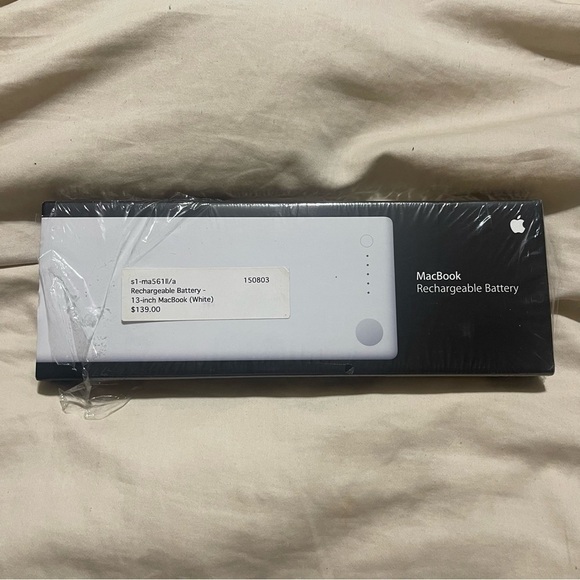 s1-ma561ll/a 150803
Rechargeable Battery -
13-inch MacBook (White)
$139.00
MacBook
Rechargeable Battery